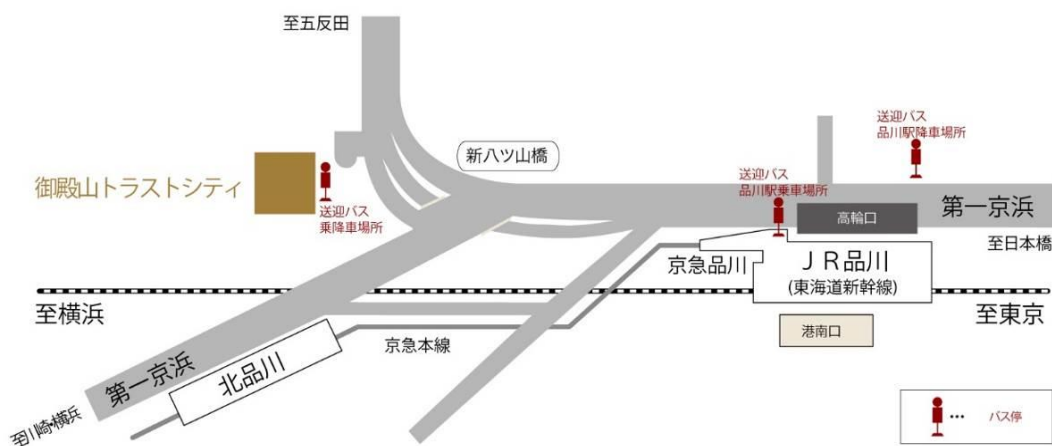 至五反田
送迎バス
品川駅降車場所
新八ツ山橋
送迎バス
品川駅乗車場所
御殿山トラストシティ
送迎バス
乗降車場所
高輪口
第一京浜
至日本橋
京急品川
JR品川
(東海道新幹線)
至横浜
至東京
港南口
京急本線
北品川
第一京浜
至川崎・横浜
・・・ バス停